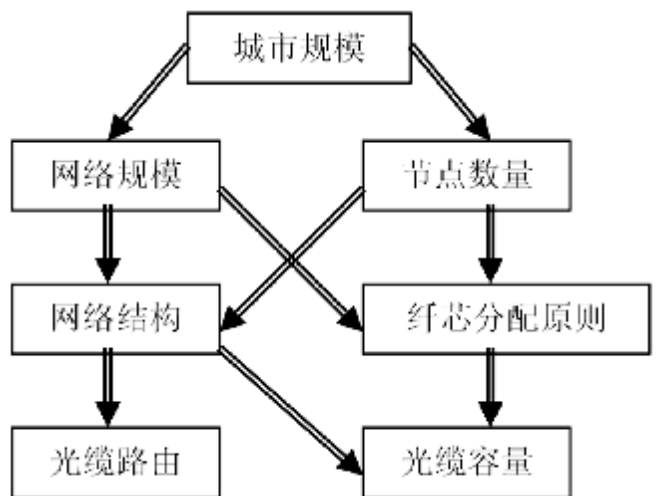 城市规模
网络规模
节点数量
网络结构
纤芯分配原则
光缆路由
光缆容量